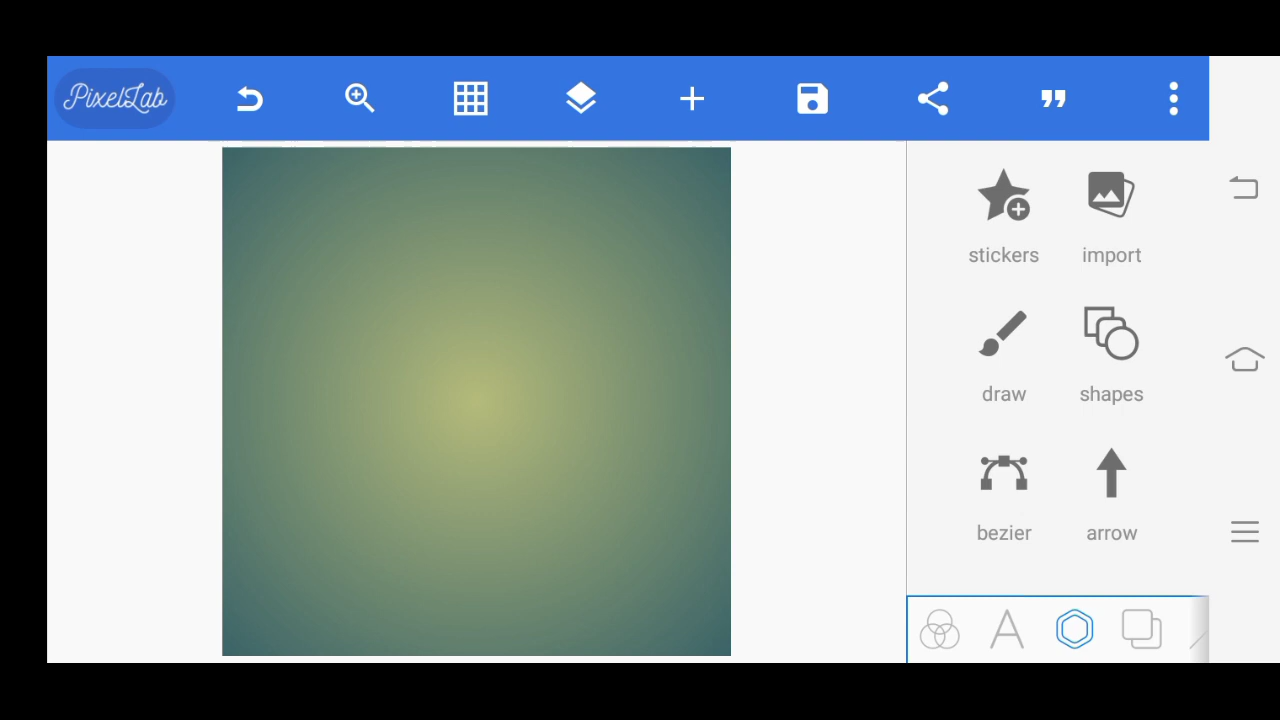 PixelLab
stickers
import
draw
shapes
bezier
arrow